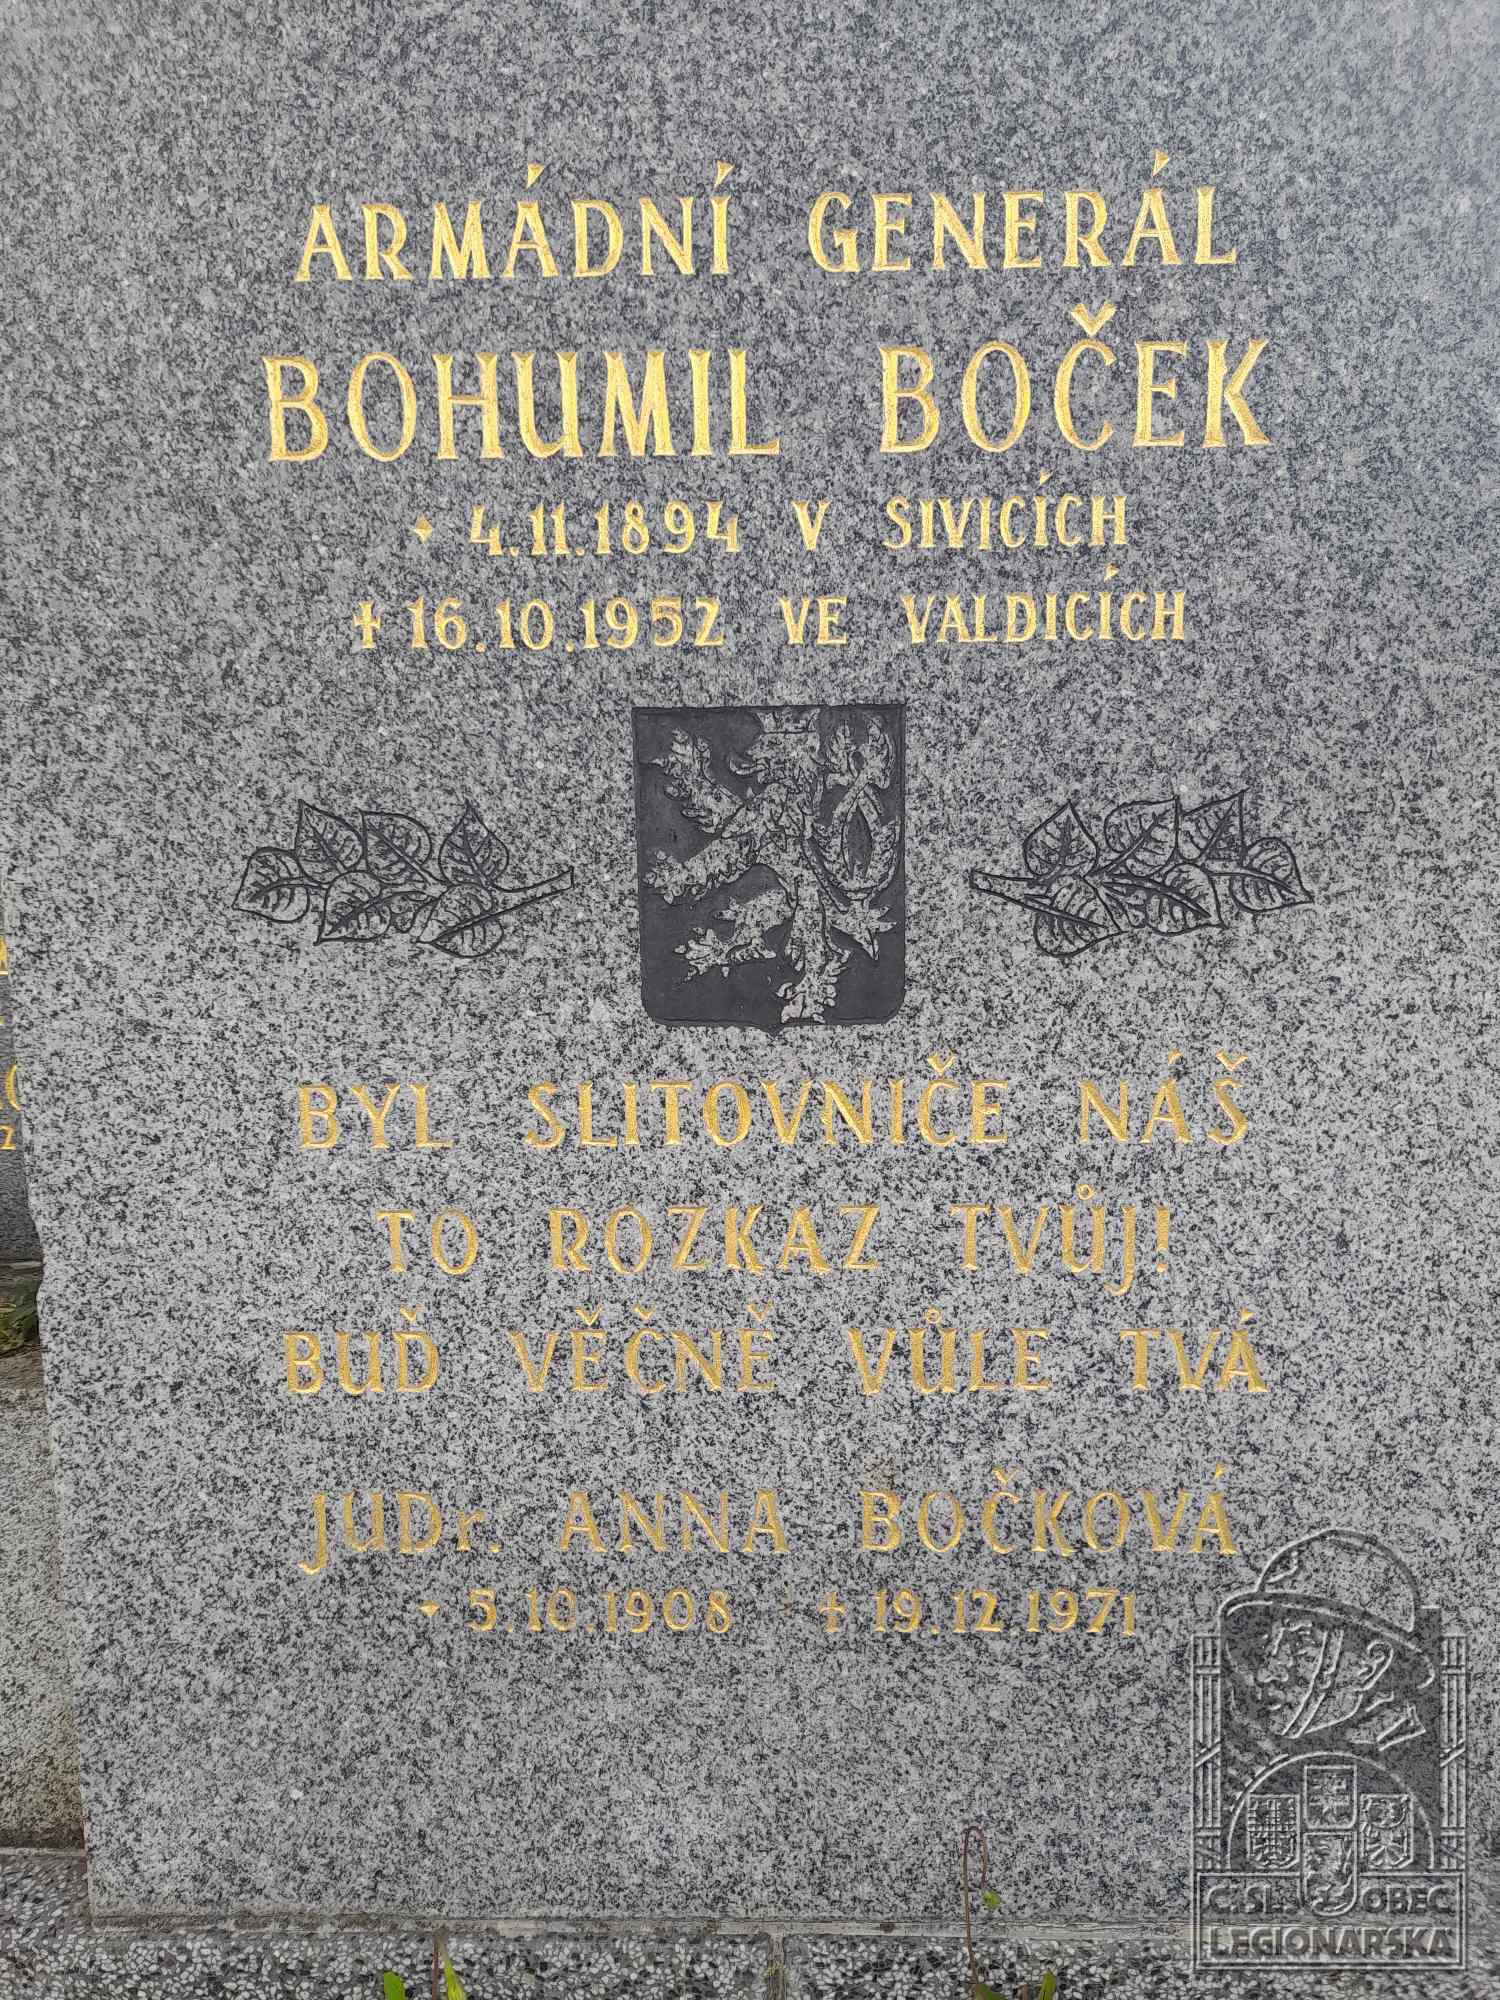 ARMÁDNÍ GENERÁL
BOHUMIL BOČEK
4.11.1894 V SIVICÍCH
✝ 16.10.1952 VE VALDICÍCH
BYL SLITOVNIČE NÁŠ
TO ROZKAZ TVŮJ!
BUĎ VĚČNĚ VŮLE TVÁ
JUDr. ANNA BOČKOVÁ
5.10.1908 ✝ 19.12.1971
ČSL. OBEC
LEGIONÁŘSKÁ